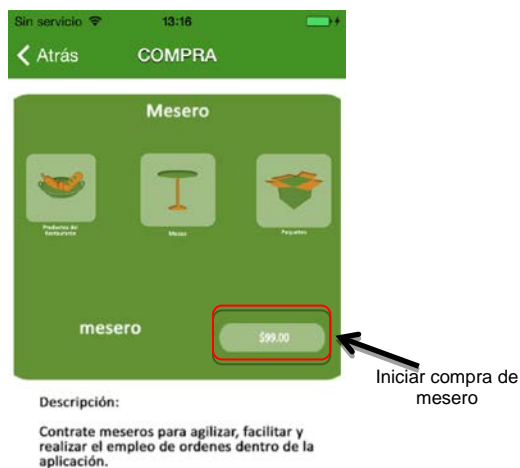 Sin servicio 13:16
Atrás COMPRA
Mesero
Productos del
Restaurante
Mesas
Paquetes
mesero
$99.00
Iniciar compra de
mesero
Descripción:
Contrate meseros para agilizar, facilitar y
realizar el empleo de ordenes dentro de la
aplicación.